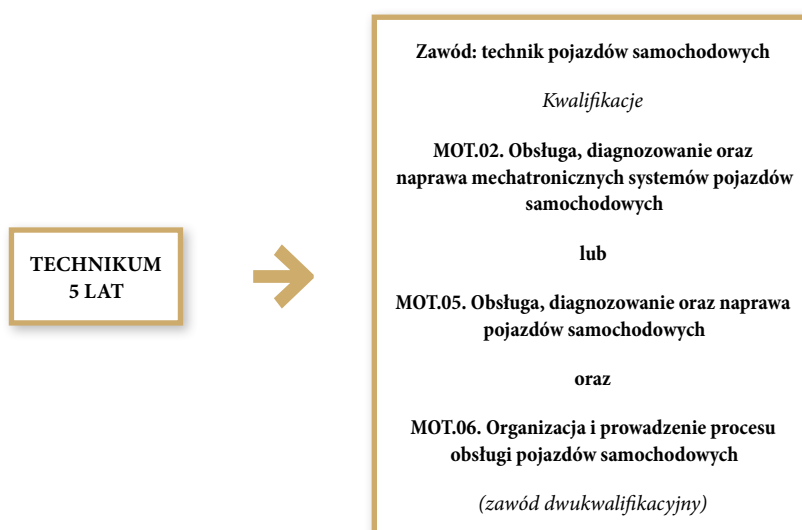 TECHNIKUM
5 LAT
Zawód: technik pojazdów samochodowych
Kwalifikacje
MOT.02. Obsługa, diagnozowanie oraz
naprawa mechatronicznych systemów pojazdów
samochodowych
lub
MOT.05. Obsługa, diagnozowanie oraz naprawa
pojazdów samochodowych
oraz
MOT.06. Organizacja i prowadzenie procesu
obsługi pojazdów samochodowych
(zawód dwukwalifikacyjny)